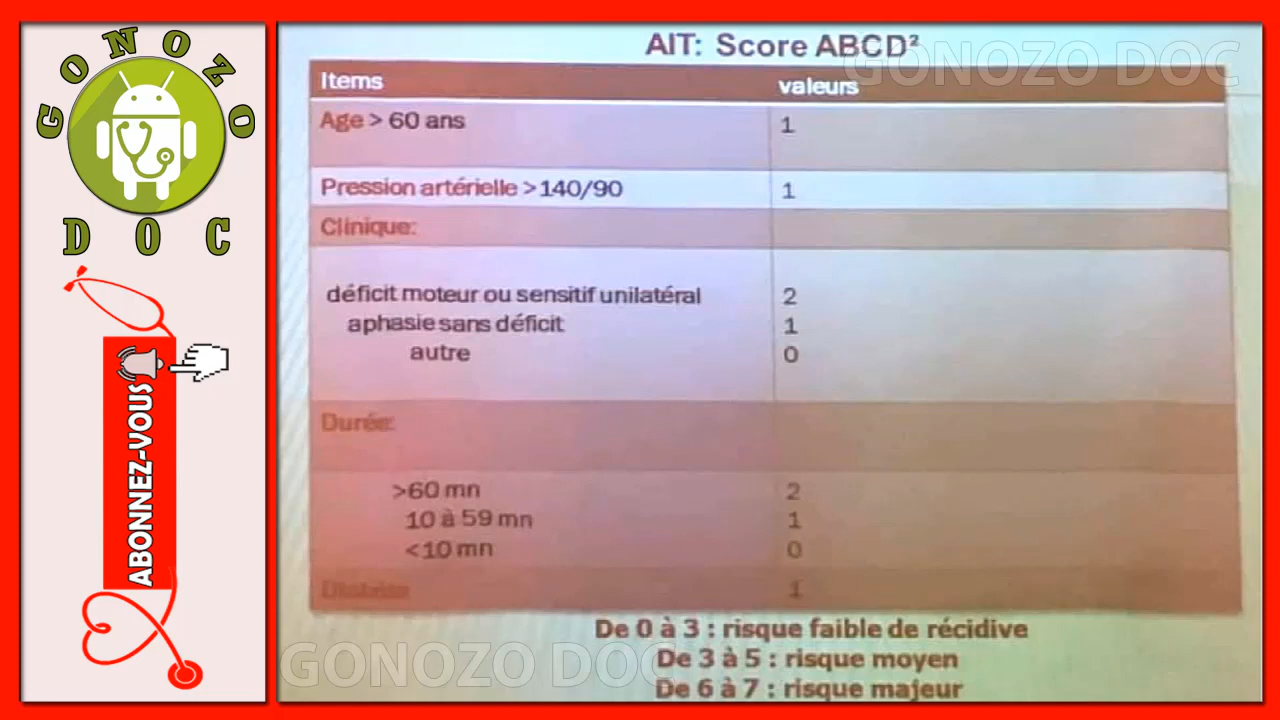 GONOZO
DOC
ABONNEZ-VOUS
AIT: Score ABCD²
GONOZO DOC
Items valeurs
Age > 60 ans 1
Pression artérielle >140/90 1
Clinique:
déficit moteur ou sensitif unilatéral 2
aphasie sans déficit 1
autre 0
Durée:
>60 mn 2
10 à 59 mn 1
<10 mn 0
Diabète 1
De 0 à 3 : risque faible de récidive
GONOZO DOC
De 3 à 5 : risque moyen
De 6 à 7 : risque majeur